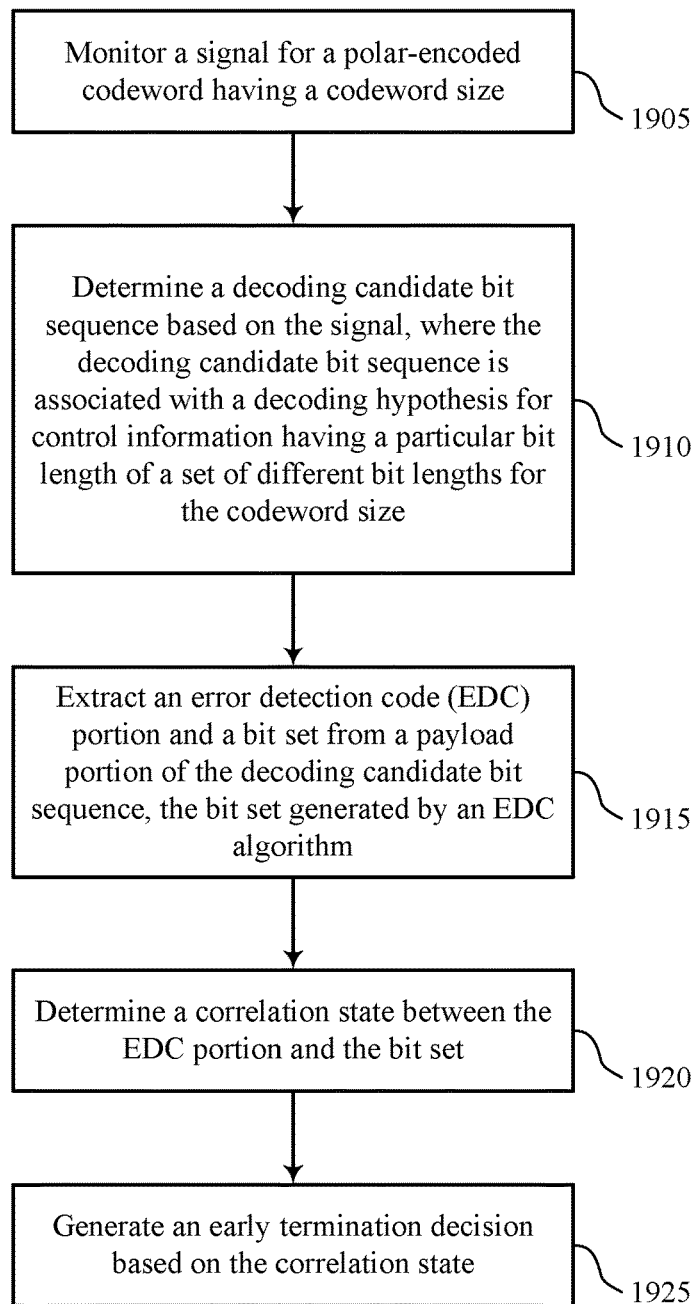 Monitor a signal for a polar-encoded
codeword having a codeword size
1905
Determine a decoding candidate bit
sequence based on the signal, where the
decoding candidate bit sequence is
associated with a decoding hypothesis for
control information having a particular bit
length of a set of different bit lengths for
the codeword size
1910
Extract an error detection code (EDC)
portion and a bit set from a payload
portion of the decoding candidate bit
sequence, the bit set generated by an EDC
algorithm
1915
Determine a correlation state between the
EDC portion and the bit set
1920
Generate an early termination decision
based on the correlation state
1925